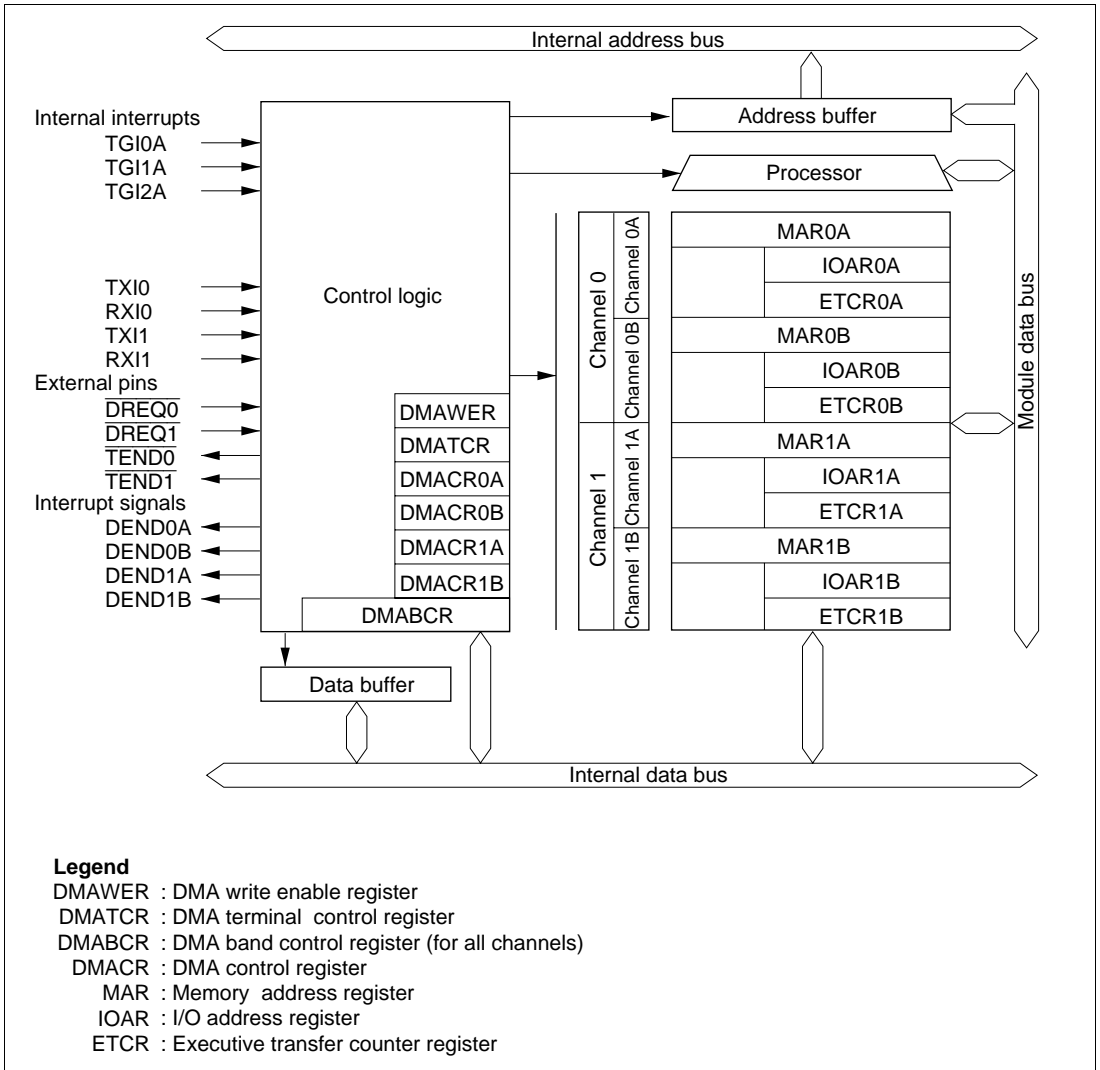 Internal address bus
Internal interrupts
TGI0A
TGI1A
TGI2A
TXI0
RXI0
TXI1
RXI1
External pins
DREQ0
DREQ1
TEND0
TEND1
Interrupt signals
DEND0A
DEND0B
DEND1A
DEND1B
Control logic
DMAWER
DMATCR
DMACR0A
DMACR0B
DMACR1A
DMACR1B
DMABCR
Data buffer
Address buffer
Processor
Channel 0
Channel 0A
Channel 0B
Channel 1
Channel 1A
Channel 1B
MAR0A
IOAR0A
ETCR0A
MAR0B
IOAR0B
ETCR0B
MAR1A
IOAR1A
ETCR1A
MAR1B
IOAR1B
ETCR1B
Module data bus
Internal data bus
Legend
DMAWER : DMA write enable register
DMATCR : DMA terminal control register
DMABCR : DMA band control register (for all channels)
DMACR : DMA control register
MAR : Memory address register
IOAR : I/O address register
ETCR : Executive transfer counter register